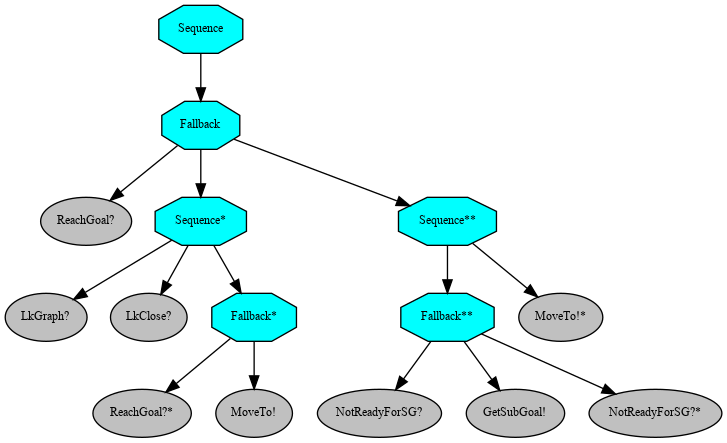 Sequence
Fallback
ReachGoal?
Sequence*
Sequence**
LkGraph?
LkClose?
Fallback*
Fallback**
MoveTo!*
ReachGoal?*
MoveTo!
NotReadyForSG?
GetSubGoal!
NotReadyForSG?*